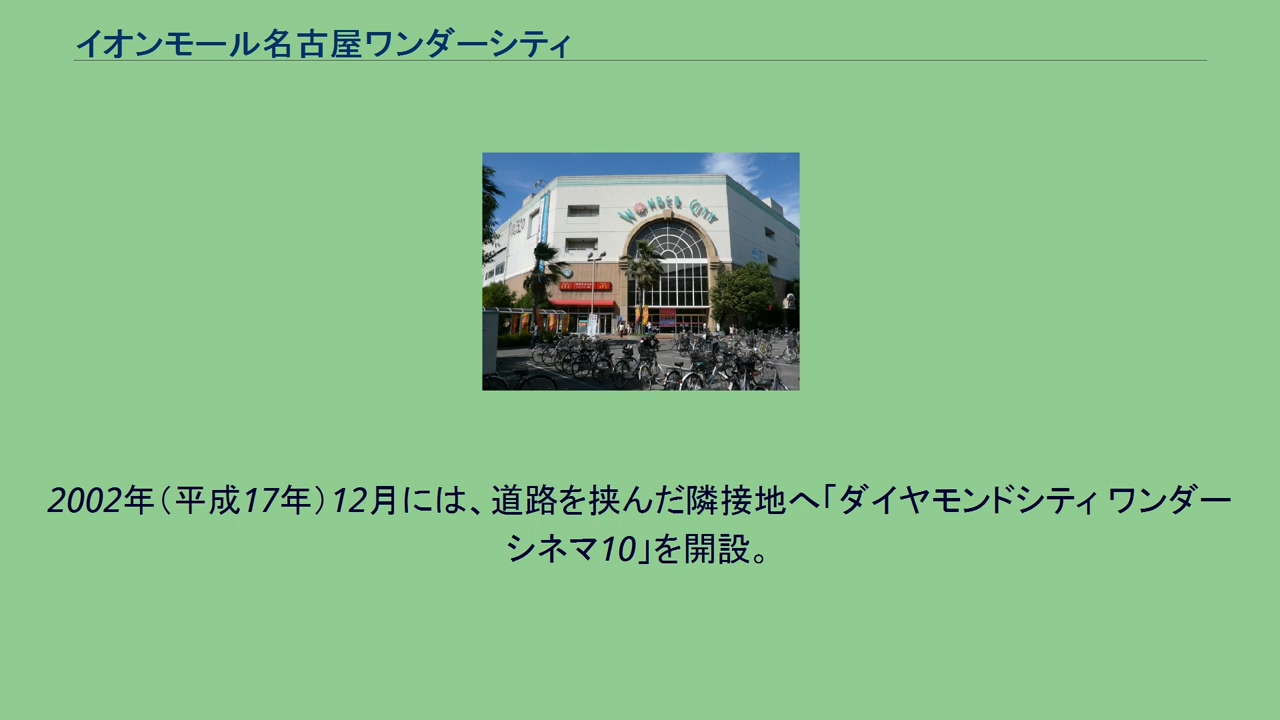 イオンモール名古屋ワンダーシティ
WONDER CITY
2002年（平成17年）12月には、道路を挟んだ隣接地へ「ダイヤモンドシティ ワンダー
シネマ10」を開設。